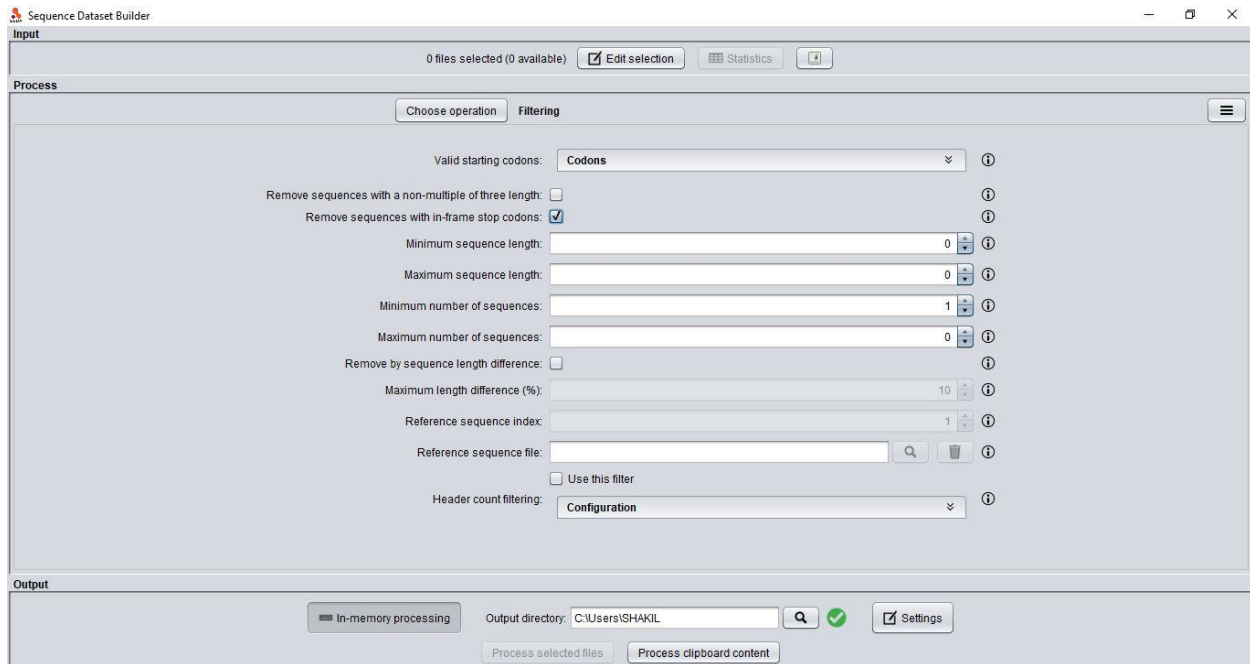 Sequence Dataset Builder
Input
0 files selected (0 available) Edit selection Statistics
Process
Choose operation Filtering
Valid starting codons: Codons
Remove sequences with a non-multiple of three length:
Remove sequences with in-frame stop codons:
Minimum sequence length: 0
Maximum sequence length: 0
Minimum number of sequences: 1
Maximum number of sequences: 0
Remove by sequence length difference:
Maximum length difference (%): 10
Reference sequence index: 1
Reference sequence file:
Use this filter
Header count filtering: Configuration
Output
In-memory processing Output directory: C:\Users\SHAKIL Settings
Process selected files Process clipboard content